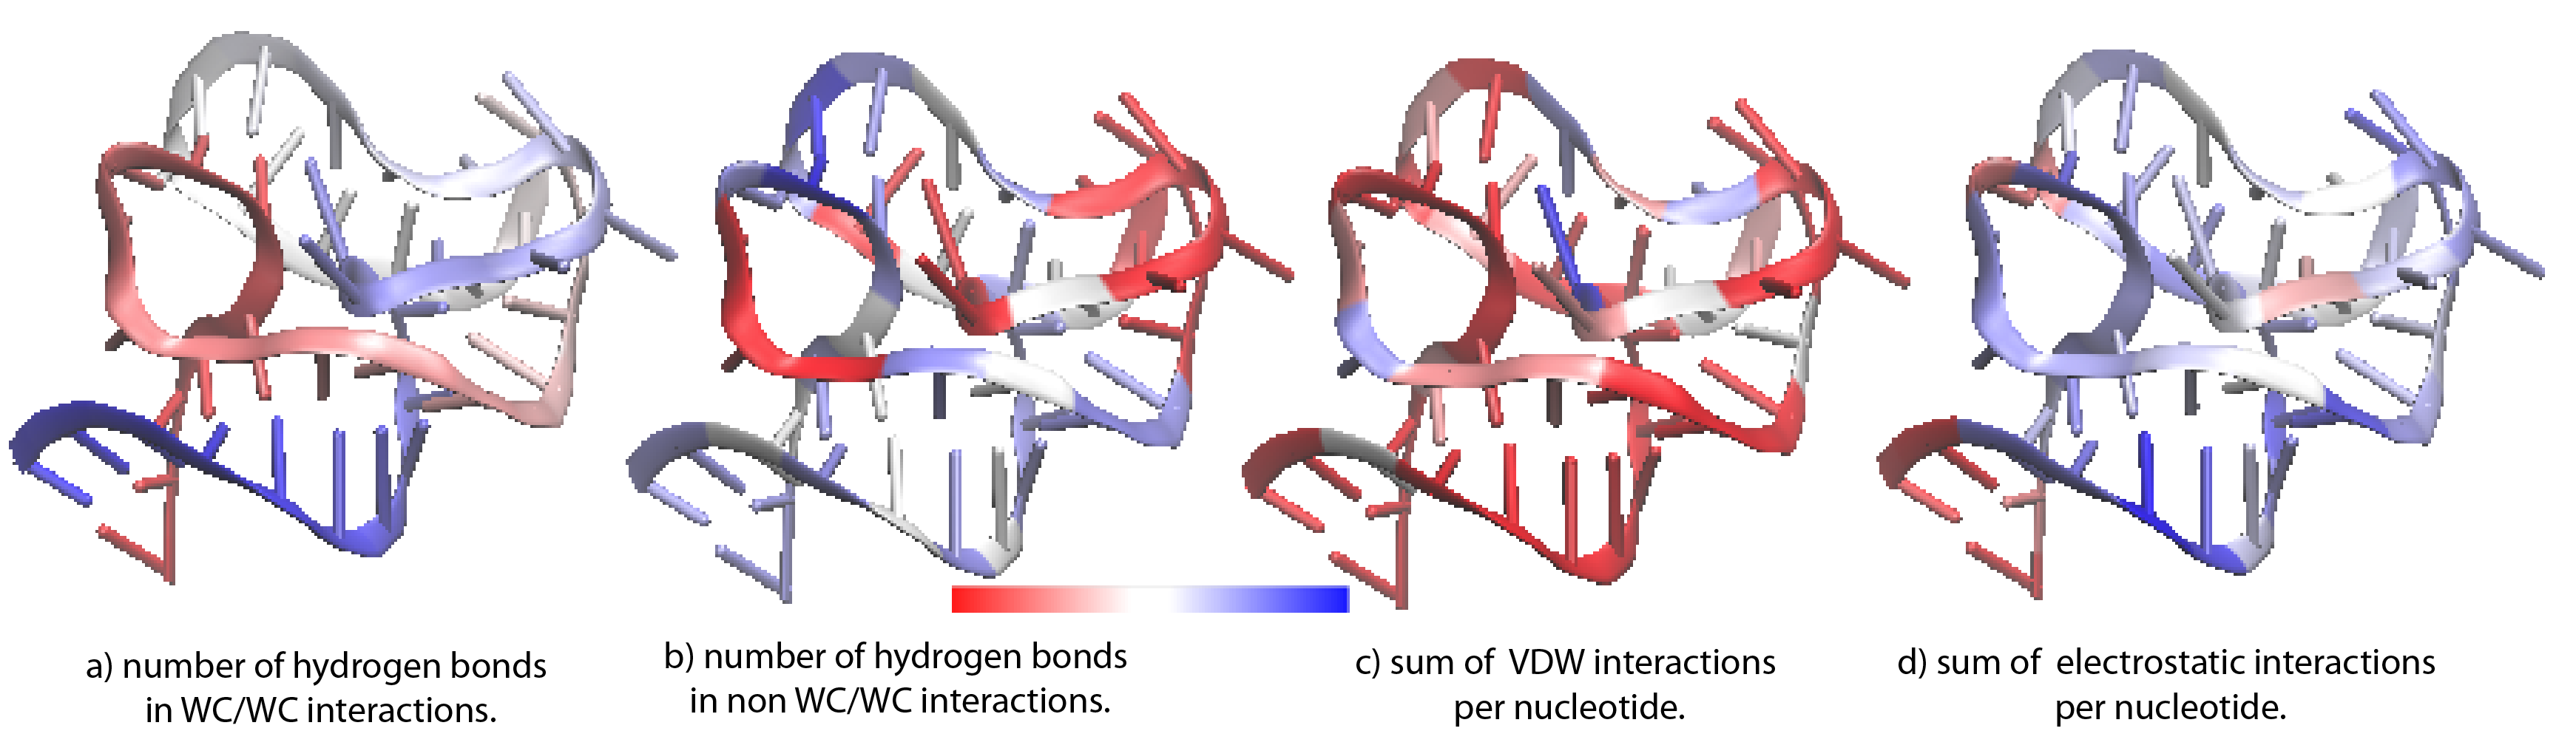 a) number of hydrogen bonds
in WC/WC interactions.
b) number of hydrogen bonds
in non WC/WC interactions.
c) sum of VDW interactions
per nucleotide.
d) sum of electrostatic interactions
per nucleotide.